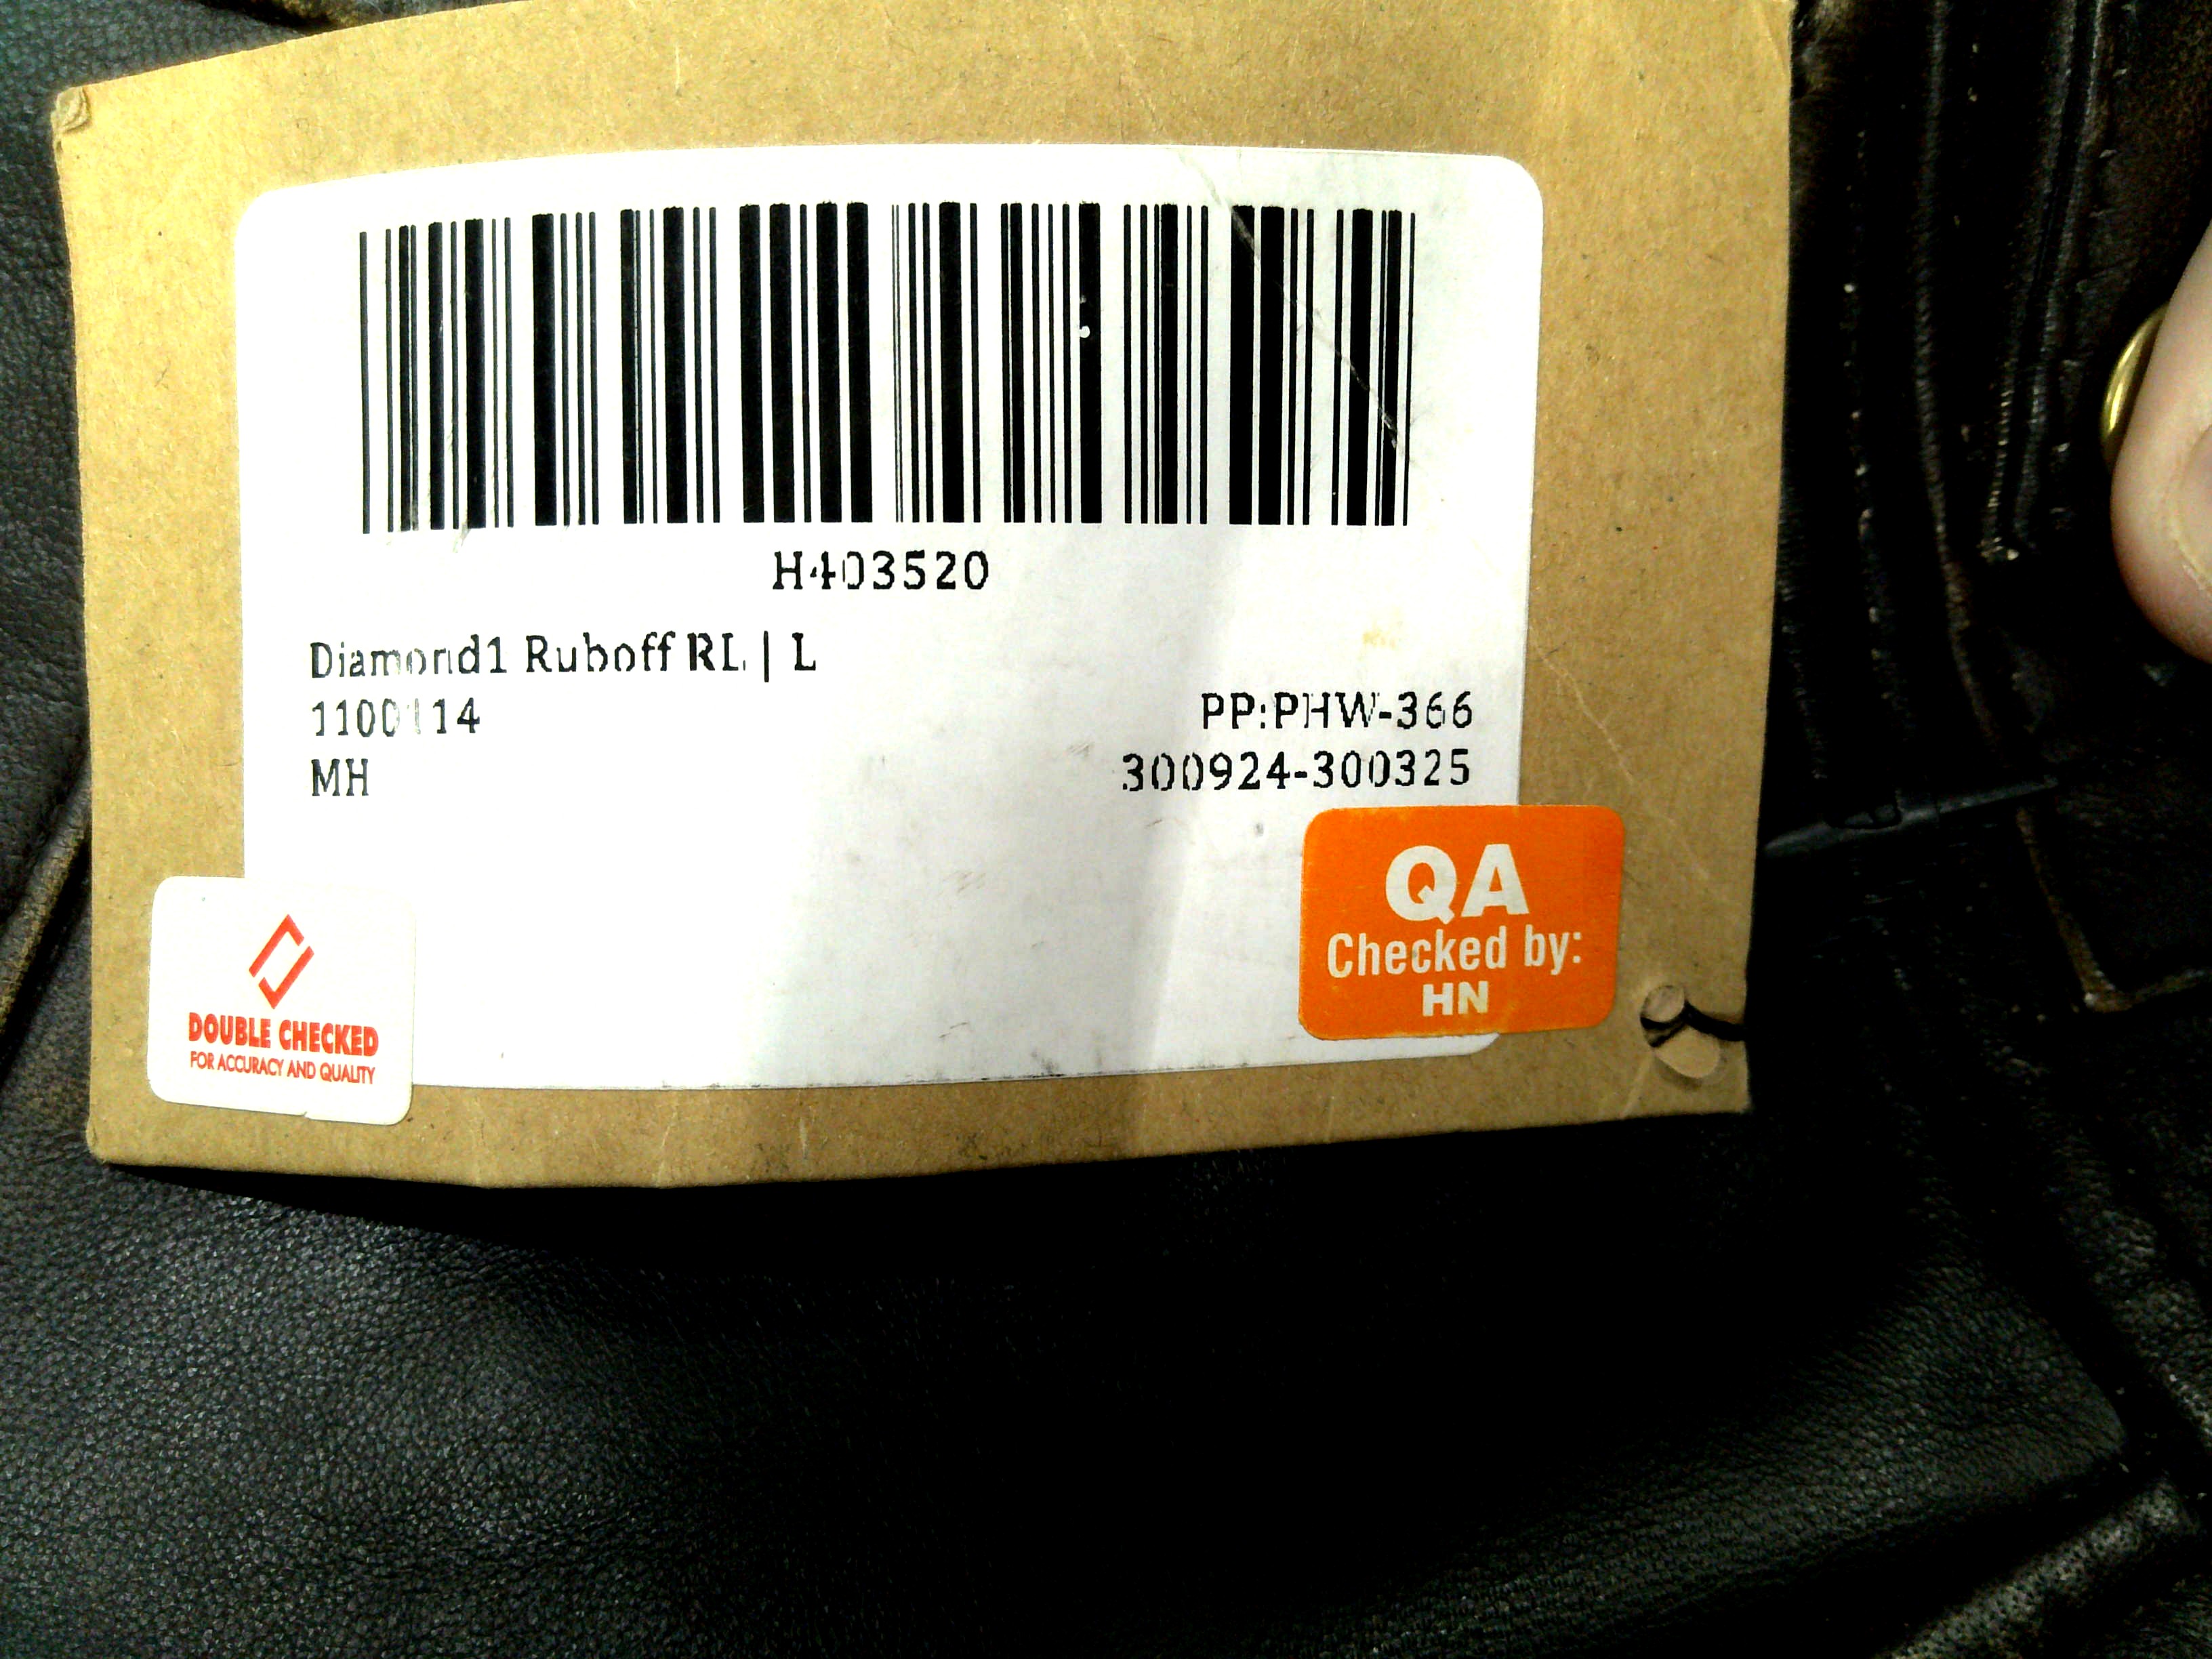 H403520
Diamond1 Ruboff RL | L
PP:PHW-366
MH
300924-300325
QA
Checked by:
HN
DOUBLE CHECKED
FOR ACCURACY AND QUALITY